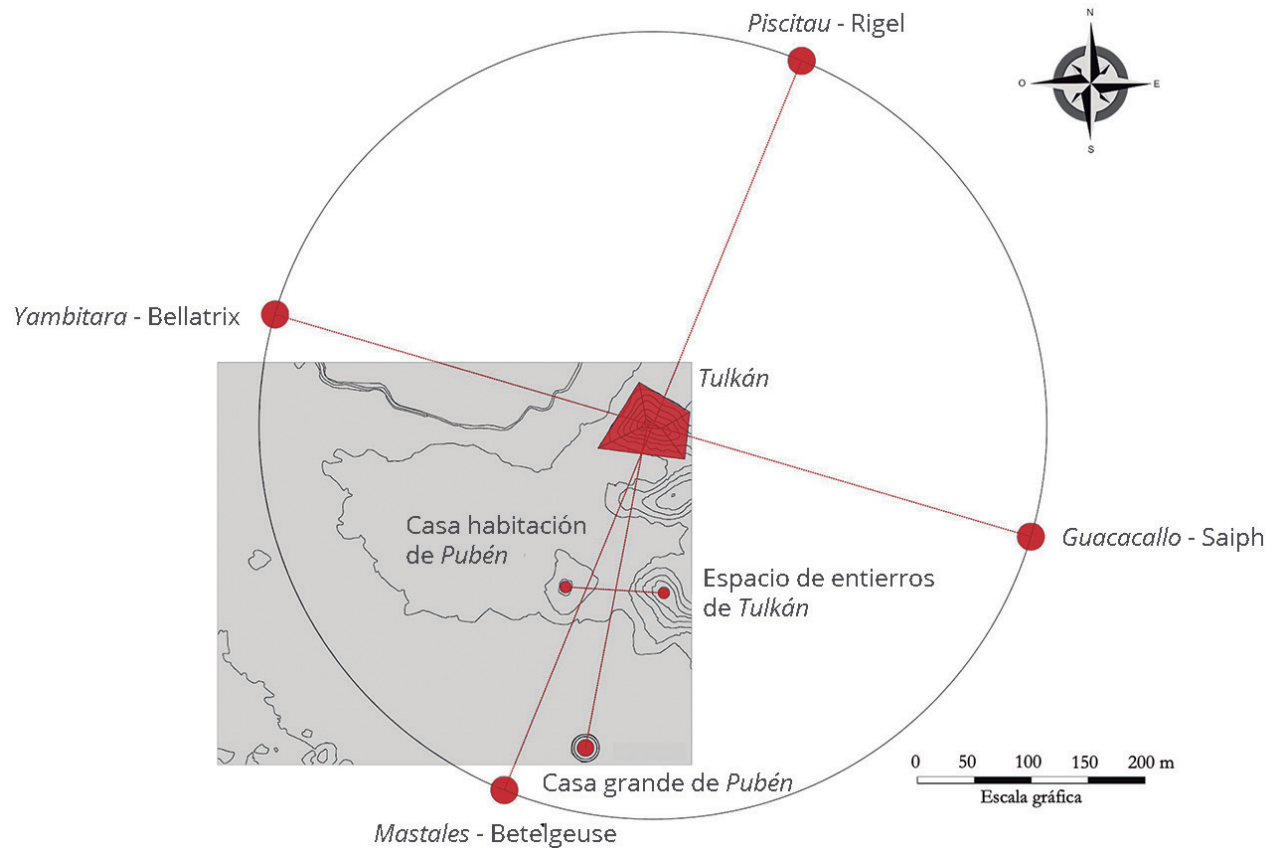 Piscitau - Rigel
N
O
E
S
Yambitara - Bellatrix
Tulkán
Casa habitación
de Pubén
Guacacallo - Saiph
Espacio de entierros
de Tulkán
Casa grande de Pubén
0 50 100 150 200 m
Escala gráfica
Mastales - Betelgeuse